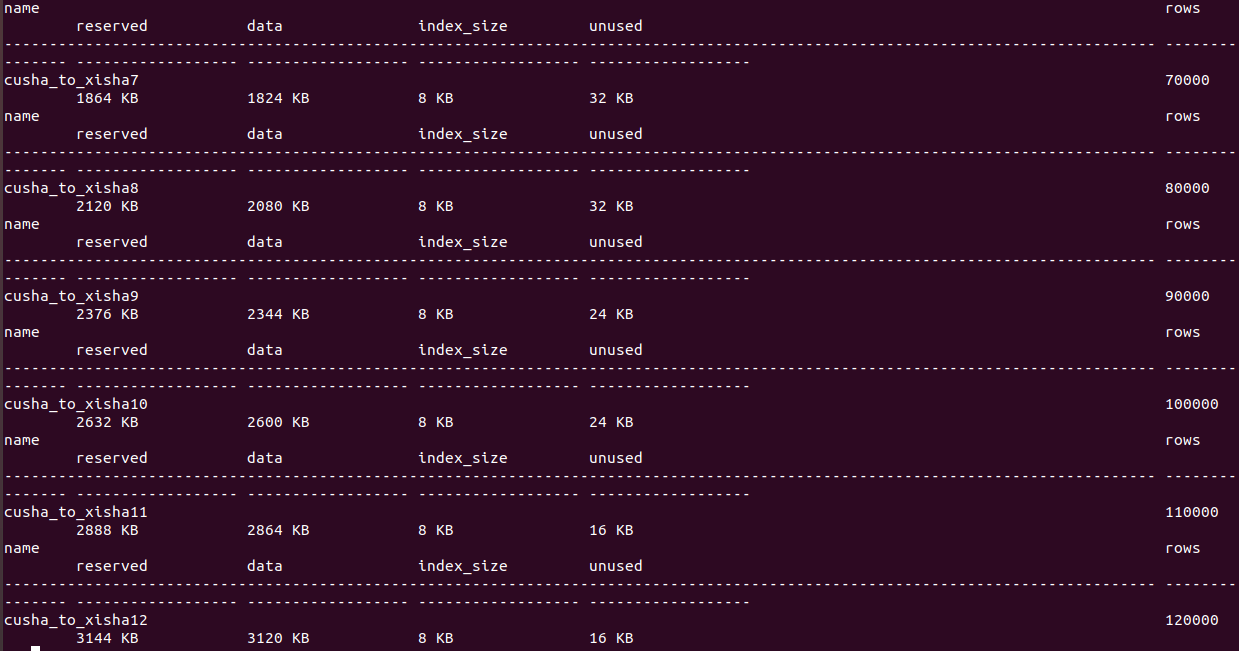 name rows
reserved data index_size unused
-------------------------------------------------------------------------------------------------------------------------------- --------
------- ------------------ ------------------ ------------------ ------------------
cusha_to_xisha7 70000
1864 KB 1824 KB 8 KB 32 KB
name rows
reserved data index_size unused
-------------------------------------------------------------------------------------------------------------------------------- --------
------- ------------------ ------------------ ------------------ ------------------
cusha_to_xisha8 80000
2120 KB 2080 KB 8 KB 32 KB
name rows
reserved data index_size unused
-------------------------------------------------------------------------------------------------------------------------------- --------
------- ------------------ ------------------ ------------------ ------------------
cusha_to_xisha9 90000
2376 KB 2344 KB 8 KB 24 KB
name rows
reserved data index_size unused
-------------------------------------------------------------------------------------------------------------------------------- --------
------- ------------------ ------------------ ------------------ ------------------
cusha_to_xisha10 100000
2632 KB 2600 KB 8 KB 24 KB
name rows
reserved data index_size unused
-------------------------------------------------------------------------------------------------------------------------------- --------
------- ------------------ ------------------ ------------------ ------------------
cusha_to_xisha11 110000
2888 KB 2864 KB 8 KB 16 KB
name rows
reserved data index_size unused
-------------------------------------------------------------------------------------------------------------------------------- --------
------- ------------------ ------------------ ------------------ ------------------
cusha_to_xisha12 120000
3144 KB 3120 KB 8 KB 16 KB